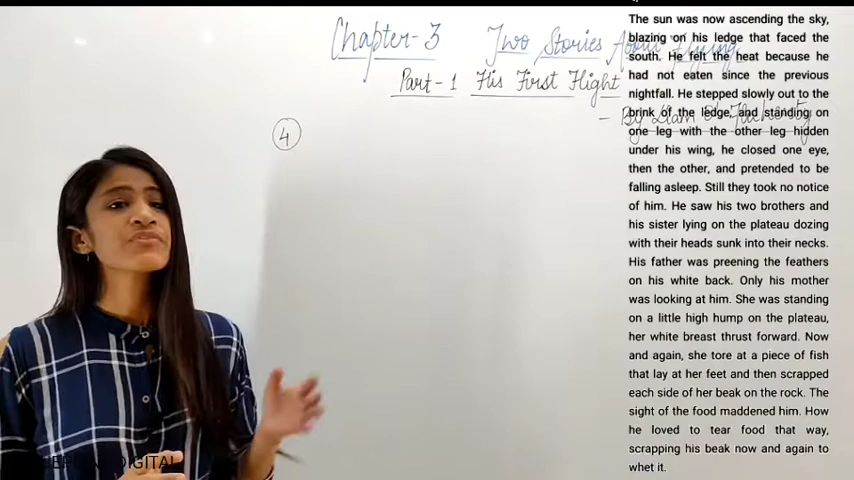 Chapter-3 Two Stories About Flying
Part-1 His First Flight
- By Liam O'Flaherty
4
The sun was now ascending the sky,
blazing on his ledge that faced the
south. He felt the heat because he
had not eaten since the previous
nightfall. He stepped slowly out to the
brink of the ledge, and standing on
one leg with the other leg hidden
under his wing, he closed one eye,
then the other, and pretended to be
falling asleep. Still they took no notice
of him. He saw his two brothers and
his sister lying on the plateau dozing
with their heads sunk into their necks.
His father was preening the feathers
on his white back. Only his mother
was looking at him. She was standing
on a little high hump on the plateau,
her white breast thrust forward. Now
and again, she tore at a piece of fish
that lay at her feet and then scrapped
each side of her beak on the rock. The
sight of the food maddened him. How
he loved to tear food that way,
scrapping his beak now and again to
whet it.
DIGITAL